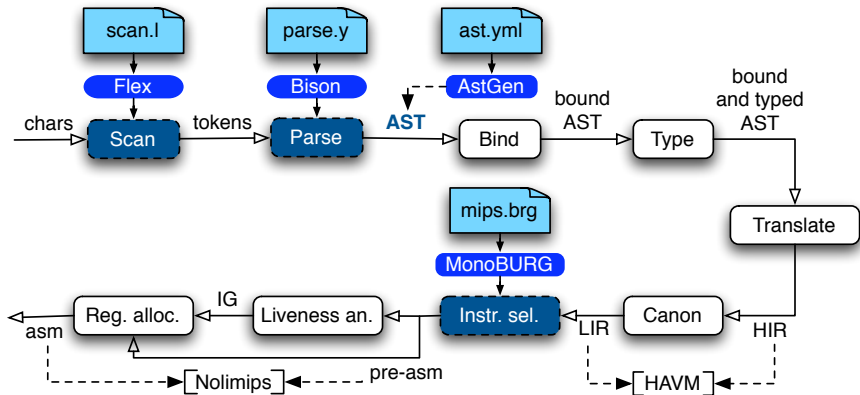 scan.l
parse.y
ast.yml
Flex
Bison
AstGen
bound
AST
bound
and typed
AST
chars
Scan
tokens
Parse
AST
Bind
Type
mips.brg
Translate
MonoBURG
IG
Reg. alloc.
Liveness an.
Instr. sel.
Canon
asm
LIR
HIR
pre-asm
[Nolimips]
[HAVM]